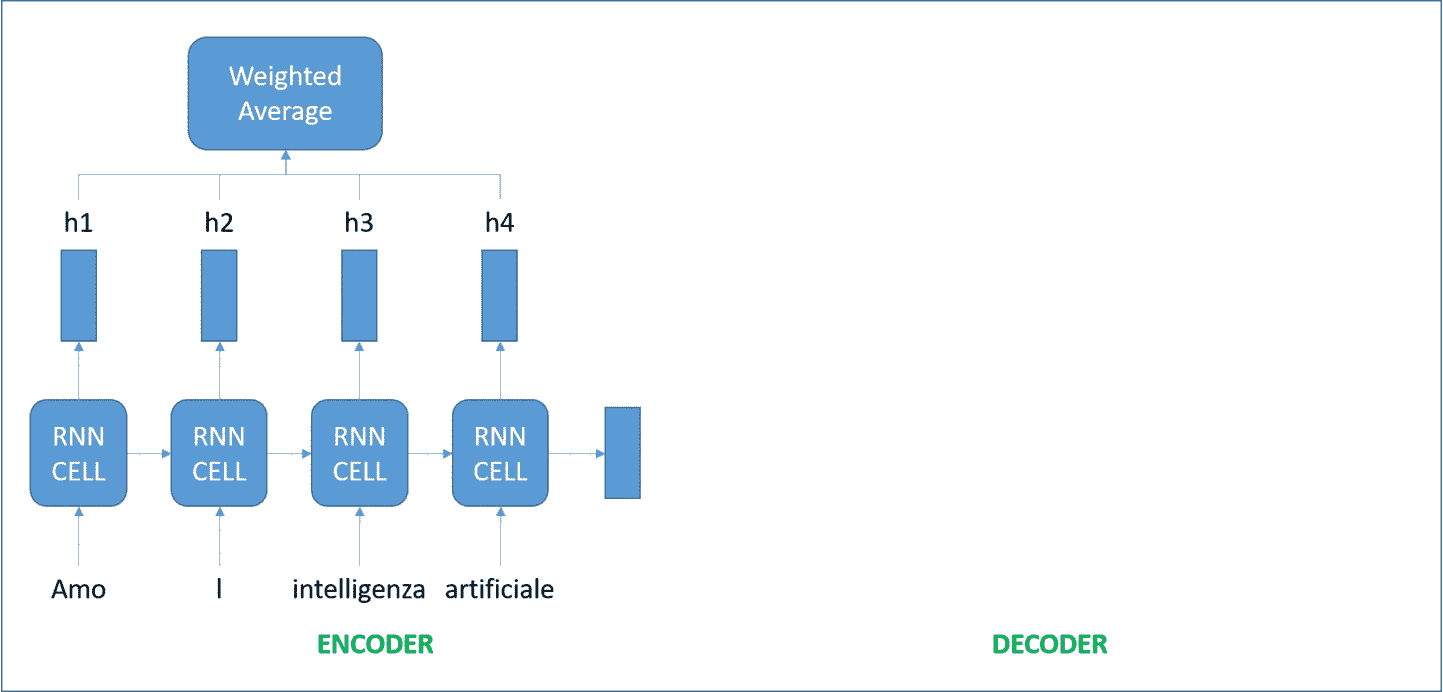 Weighted
Average
h1 h2 h3 h4
RNN RNN RNN RNN
CELL CELL CELL CELL
Amo l intelligenza artificiale
ENCODER DECODER